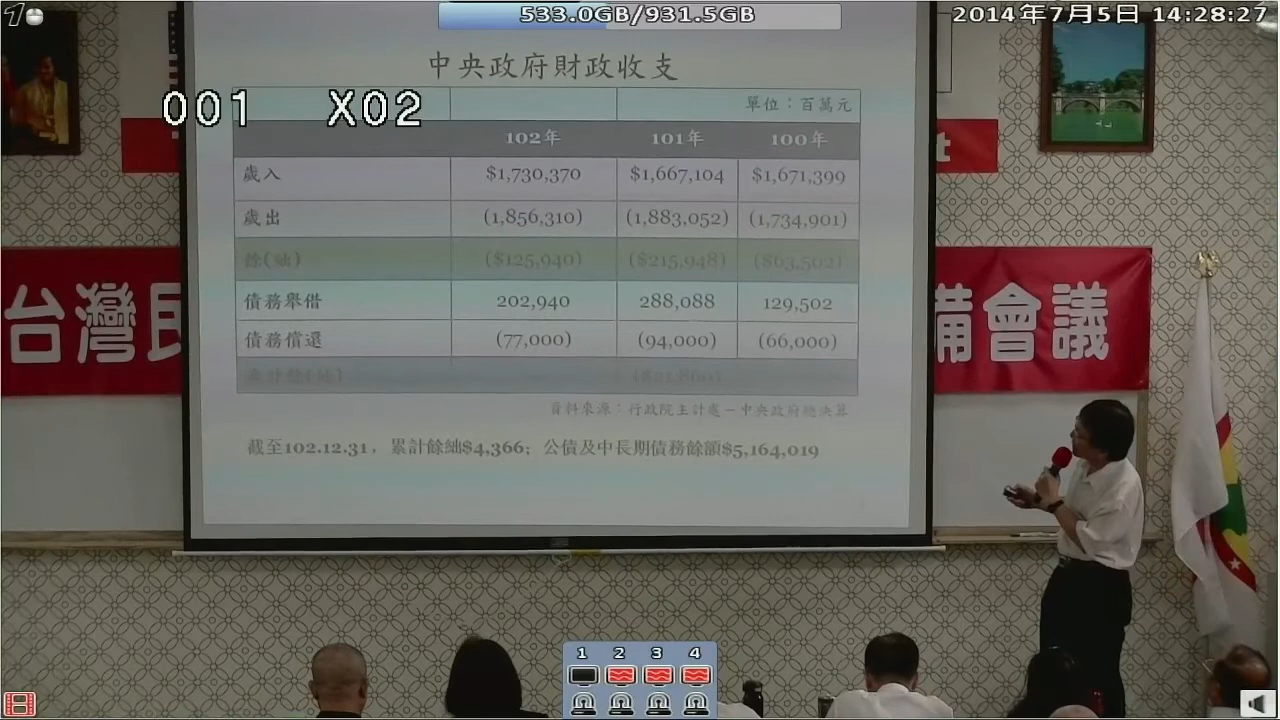 533.0GB/931.5GB
2014年7月5日 14:28:27
中央政府財政收支
001 X02
單位：百萬元
102年 101年 100年
歲入 $1,730,370 $1,667,104 $1,671,399
歲出 (1,856,310) (1,883,052) (1,734,901)
餘(絀) ($125,940) ($215,948) ($63,502)
債務舉借 202,940 288,088 129,502
債務償還 (77,000) (94,000) (66,000)
資料來源：行政院主計處－中央政府總決算
截至102.12.31，累計餘絀$4,366；公債及中長期債務餘額$5,164,019
t
台灣民
備會議
1 2 3 4